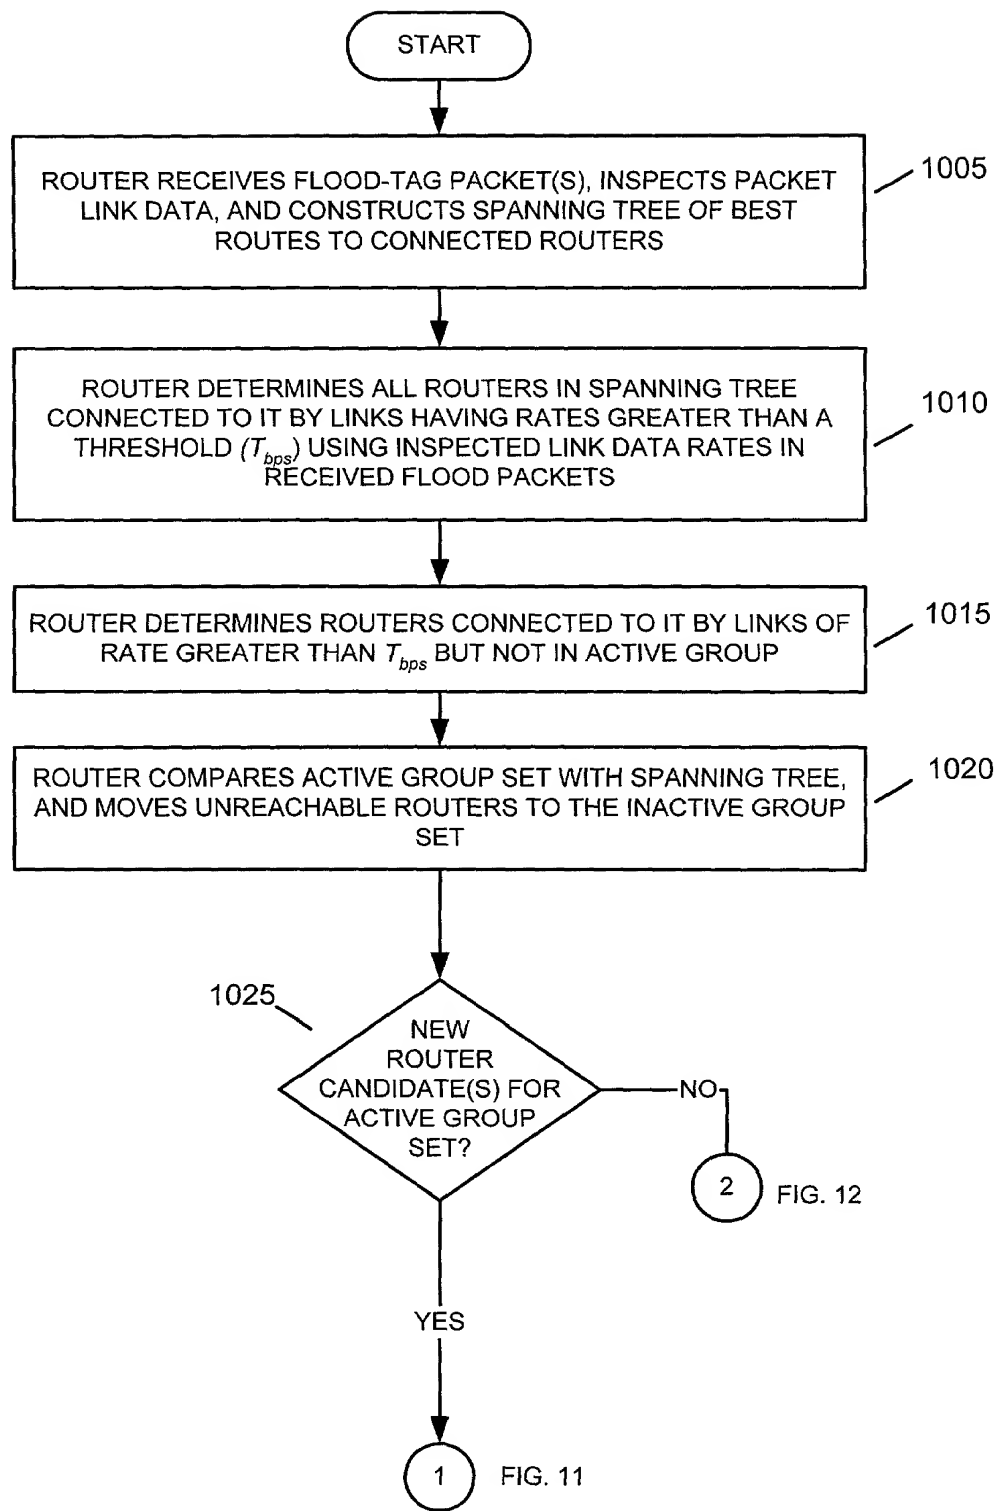 START
ROUTER RECEIVES FLOOD-TAG PACKET(S), INSPECTS PACKET
LINK DATA, AND CONSTRUCTS SPANNING TREE OF BEST
ROUTES TO CONNECTED ROUTERS
1005
ROUTER DETERMINES ALL ROUTERS IN SPANNING TREE
CONNECTED TO IT BY LINKS HAVING RATES GREATER THAN A
THRESHOLD (Tbps) USING INSPECTED LINK DATA RATES IN
RECEIVED FLOOD PACKETS
1010
ROUTER DETERMINES ROUTERS CONNECTED TO IT BY LINKS OF
RATE GREATER THAN Tbps BUT NOT IN ACTIVE GROUP
1015
ROUTER COMPARES ACTIVE GROUP SET WITH SPANNING TREE,
AND MOVES UNREACHABLE ROUTERS TO THE INACTIVE GROUP
SET
1020
1025
NEW
ROUTER
CANDIDATE(S) FOR
ACTIVE GROUP
SET?
NO
2
FIG. 12
YES
1
FIG. 11